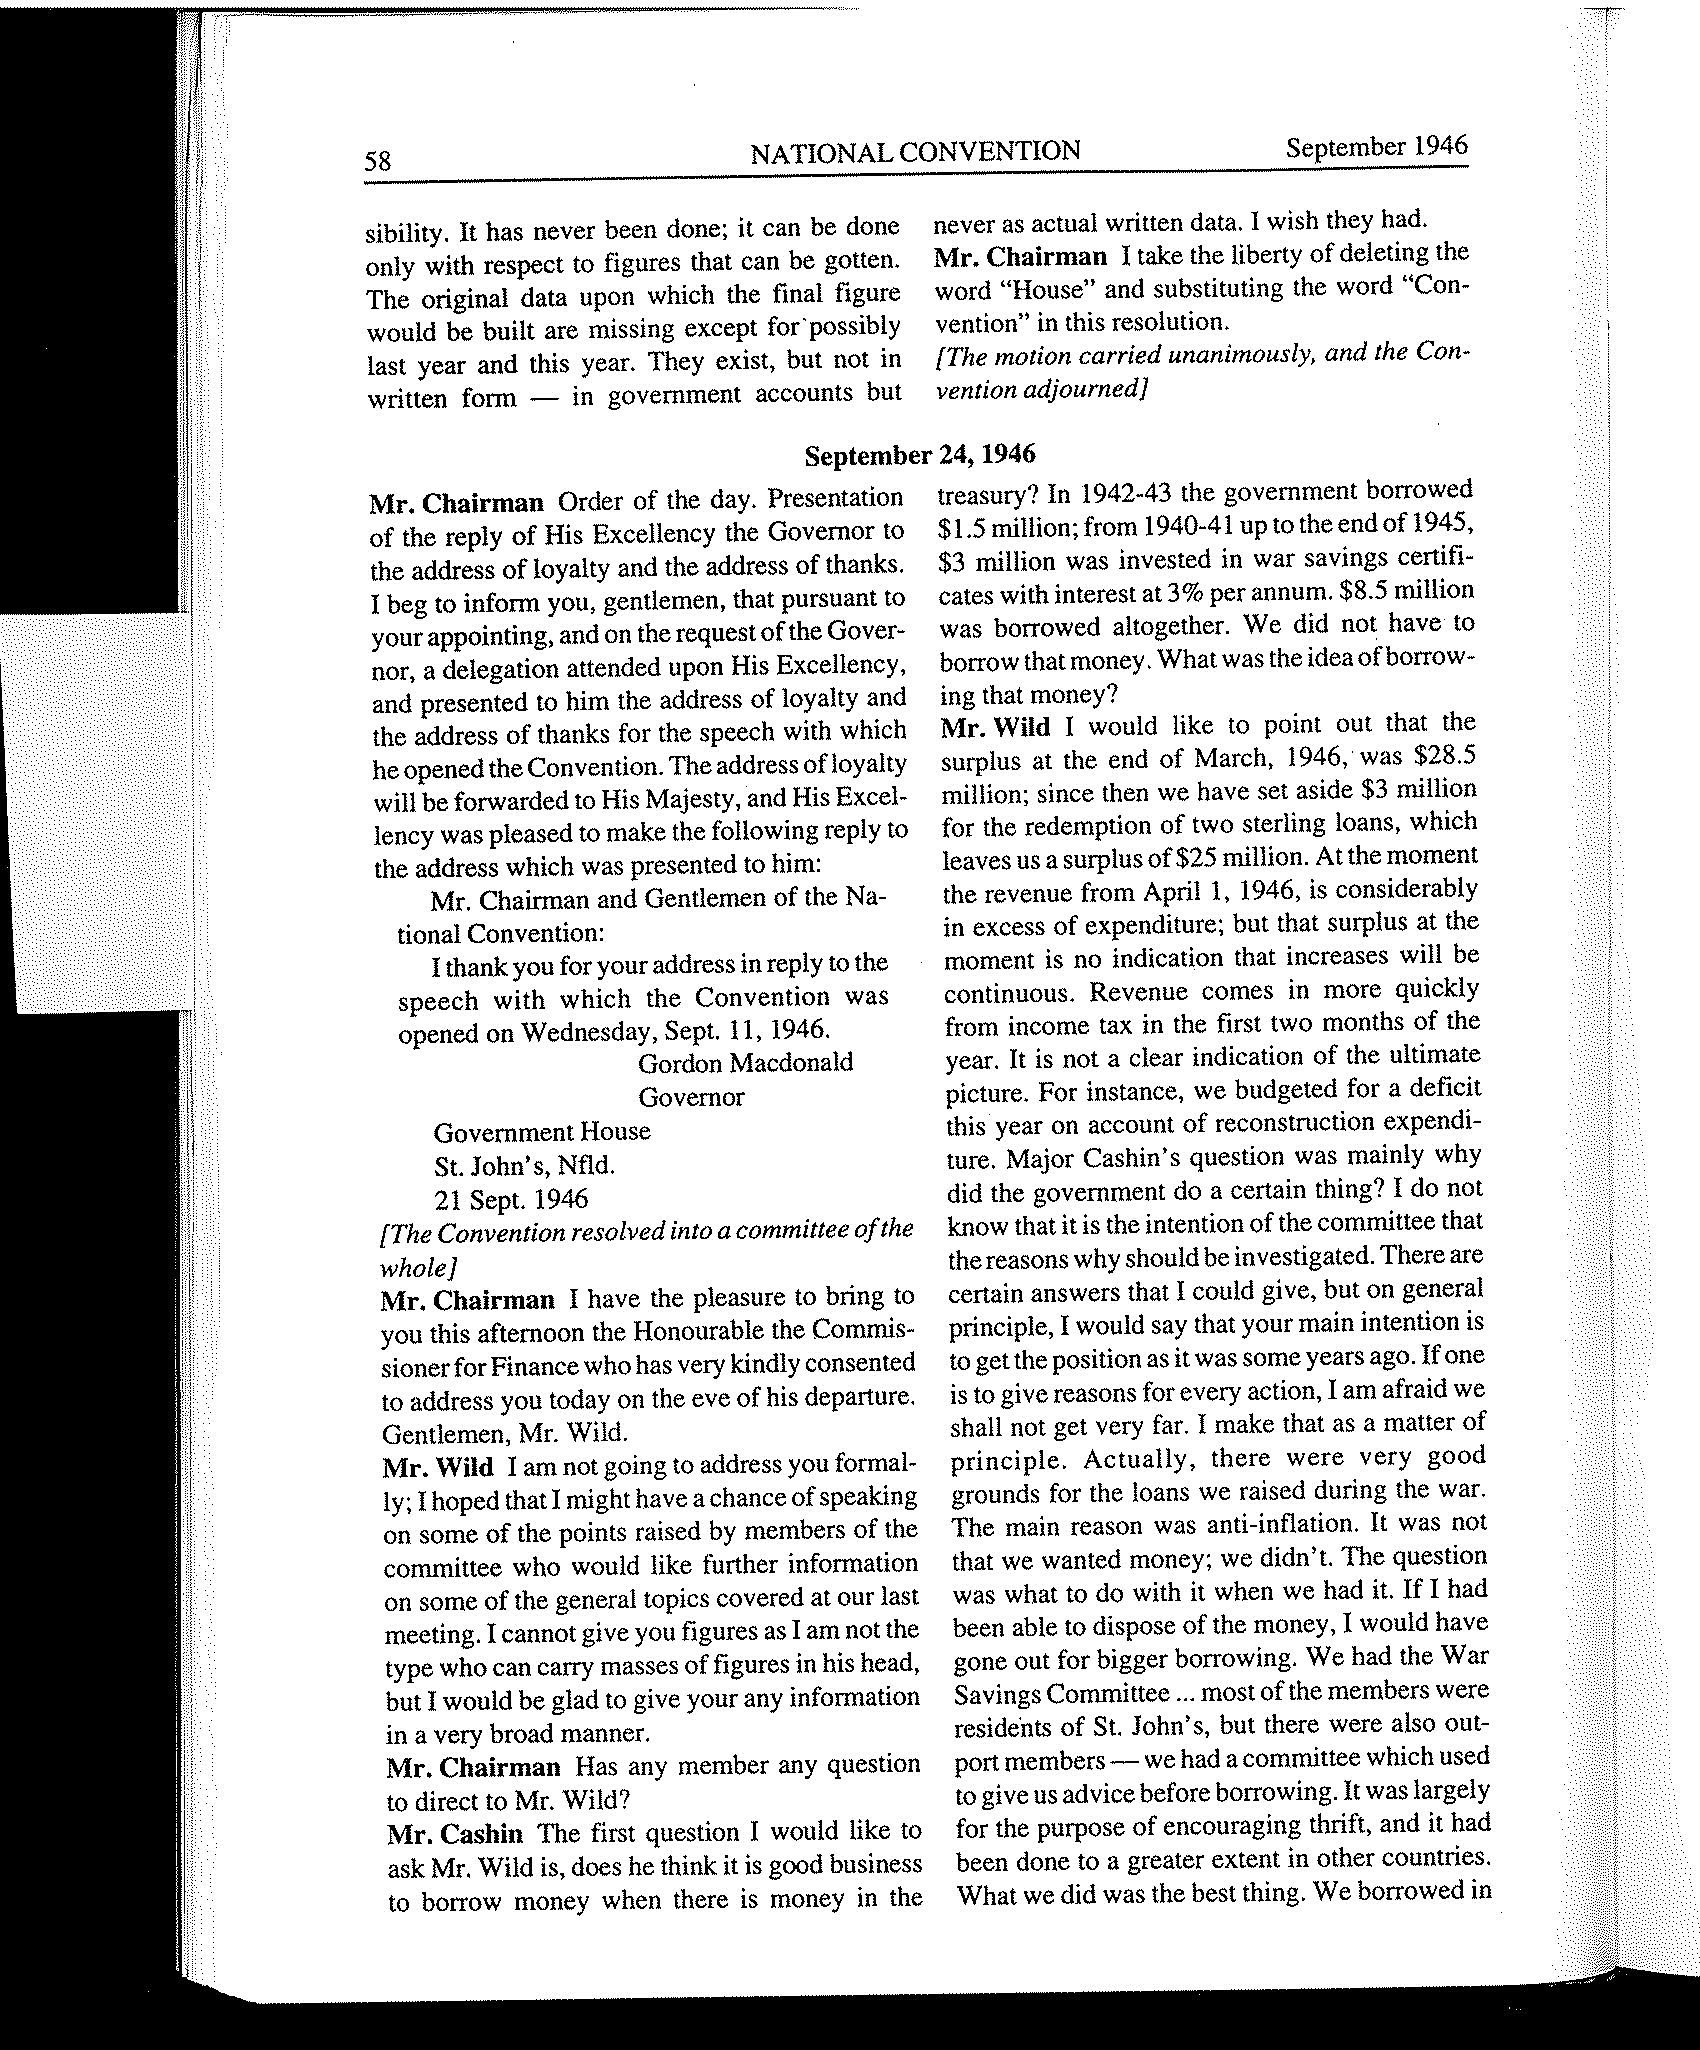 58 NATIONAL CONVENTION September 1946
sibility. It has never been done; it can be done
only with respect to figures that can be gotten.
The original data upon which the final figure
would be built are missing except for possibly
last year and this year. They exist, but not in
written form — in government accounts but
never as actual written data. I wish they had.
Mr. Chairman I take the liberty of deleting the
word “House” and substituting the word “Con-
vention” in this resolution.
[The motion carried unanimously, and the Con-
vention adjourned]
September 24, 1946
Mr. Chairman Order of the day. Presentation
of the reply of His Excellency the Governor to
the address of loyalty and the address of thanks.
I beg to inform you, gentlemen, that pursuant to
your appointing, and on the request of the Gover-
nor, a delegation attended upon His Excellency,
and presented to him the address of loyalty and
the address of thanks for the speech with which
he opened the Convention. The address of loyalty
will be forwarded to His Majesty, and His Excel-
lency was pleased to make the following reply to
the address which was presented to him:
Mr. Chairman and Gentlemen of the Na-
tional Convention:
I thank you for your address in reply to the
speech with which the Convention was
opened on Wednesday, Sept. 11, 1946.
Gordon Macdonald
Governor
Government House
St. John’s, Nfld.
21 Sept. 1946
[The Convention resolved into a committee of the
whole]
Mr. Chairman I have the pleasure to bring to
you this afternoon the Honourable the Commis-
sioner for Finance who has very kindly consented
to address you today on the eve of his departure.
Gentlemen, Mr. Wild.
Mr. Wild I am not going to address you formal-
ly; I hoped that I might have a chance of speaking
on some of the points raised by members of the
committee who would like further information
on some of the general topics covered at our last
meeting. I cannot give you figures as I am not the
type who can carry masses of figures in his head,
but I would be glad to give your any information
in a very broad manner.
Mr. Chairman Has any member any question
to direct to Mr. Wild?
Mr. Cashin The first question I would like to
ask Mr. Wild is, does he think it is good business
to borrow money when there is money in the
treasury? In 1942-43 the government borrowed
$1.5 million; from 1940-41 up to the end of 1945,
$3 million was invested in war savings certifi-
cates with interest at 3% per annum. $8.5 million
was borrowed altogether. We did not have to
borrow that money. What was the idea of borrow-
ing that money?
Mr. Wild I would like to point out that the
surplus at the end of March, 1946, was $28.5
million; since then we have set aside $3 million
for the redemption of two sterling loans, which
leaves us a surplus of $25 million. At the moment
the revenue from April 1, 1946, is considerably
in excess of expenditure; but that surplus at the
moment is no indication that increases will be
continuous. Revenue comes in more quickly
from income tax in the first two months of the
year. It is not a clear indication of the ultimate
picture. For instance, we budgeted for a deficit
this year on account of reconstruction expendi-
ture. Major Cashin’s question was mainly why
did the government do a certain thing? I do not
know that it is the intention of the committee that
the reasons why should be investigated. There are
certain answers that I could give, but on general
principle, I would say that your main intention is
to get the position as it was some years ago. If one
is to give reasons for every action, I am afraid we
shall not get very far. I make that as a matter of
principle. Actually, there were very good
grounds for the loans we raised during the war.
The main reason was anti-inflation. It was not
that we wanted money; we didn’t. The question
was what to do with it when we had it. If I had
been able to dispose of the money, I would have
gone out for bigger borrowing. We had the War
Savings Committee ... most of the members were
residents of St. John’s, but there were also out-
port members — we had a committee which used
to give us advice before borrowing. It was largely
for the purpose of encouraging thrift, and it had
been done to a greater extent in other countries.
What we did was the best thing. We borrowed in